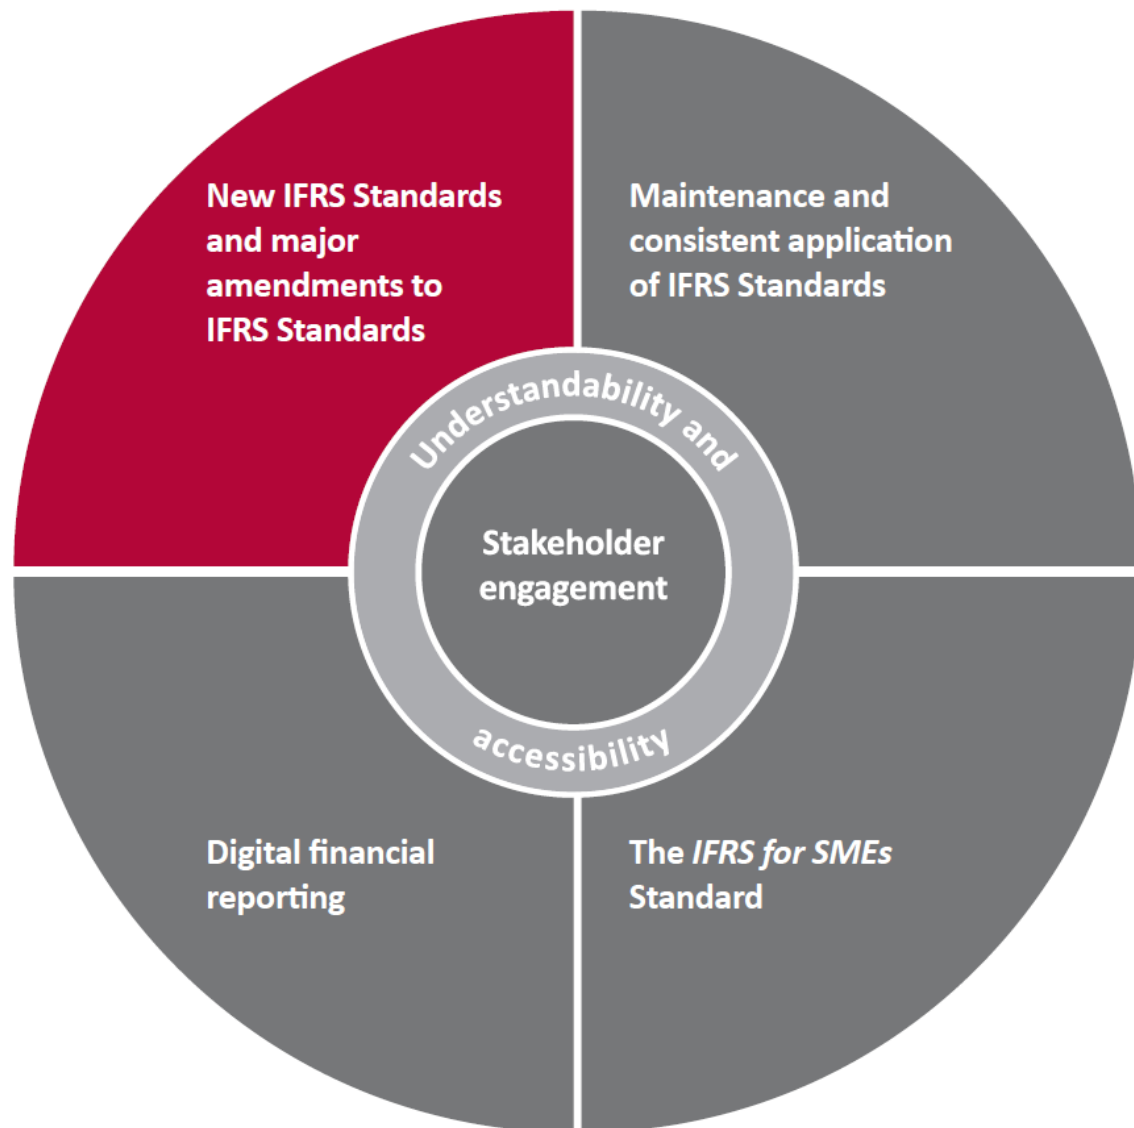 New IFRS Standards
and major
amendments to
IFRS Standards
Maintenance and
consistent application
of IFRS Standards
Understandability and
accessibility
Stakeholder
engagement
Digital financial
reporting
The IFRS for SMEs
Standard